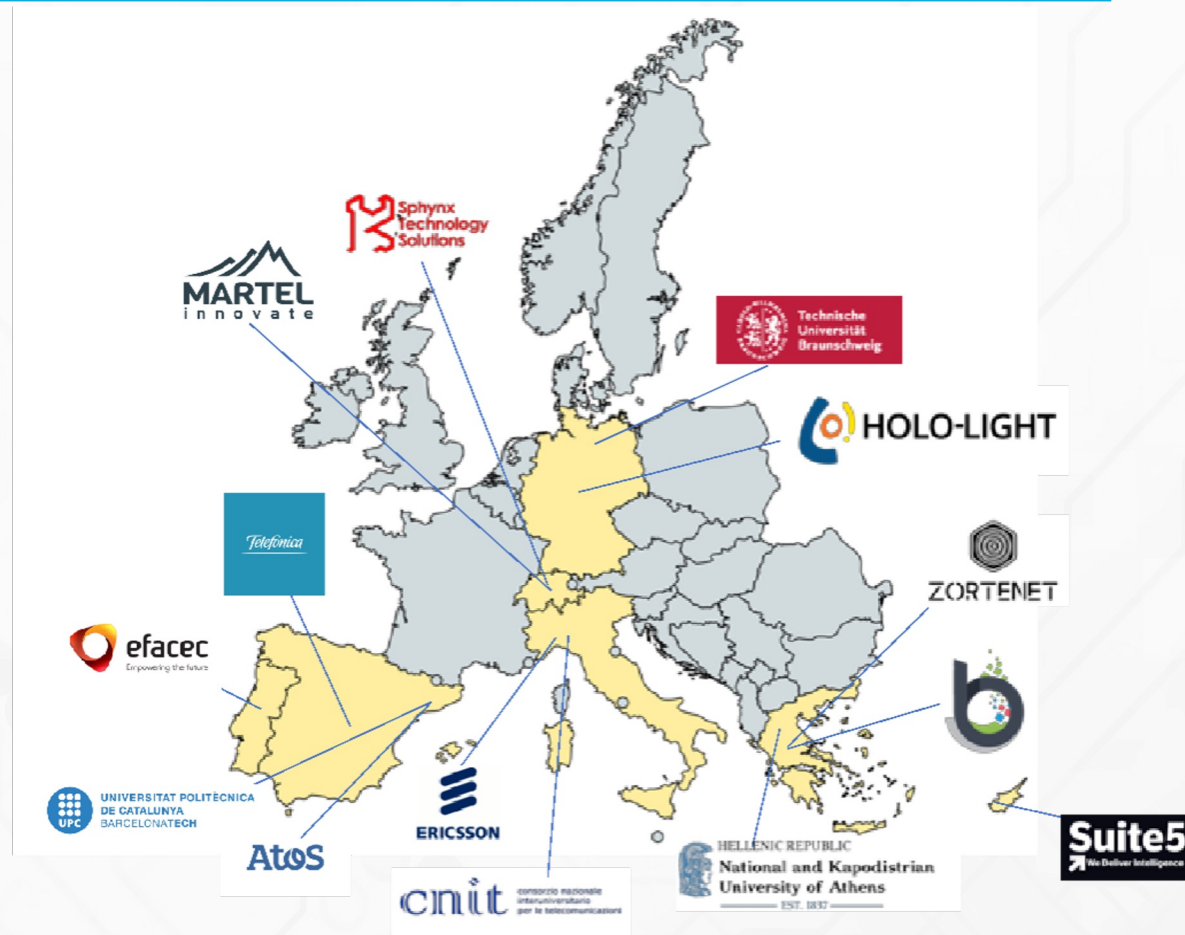 Sphynx
Technology
Solutions
MARTEL
innovate
Technische
Universität
Braunschweig
HOLO-LIGHT
Telefónica
ZORTENET
efacec
Empowering the future
b
UPC
UNIVERSITAT POLITÈCNICA
DE CATALUNYA
BARCELONATECH
ERICSSON
Suite5
We Deliver Intelligence
AtoS
HELLENIC REPUBLIC
National and Kapodistrian
University of Athens
EST. 1837
cnit
consorzio nazionale
interuniversitario
per le telecomunicazioni